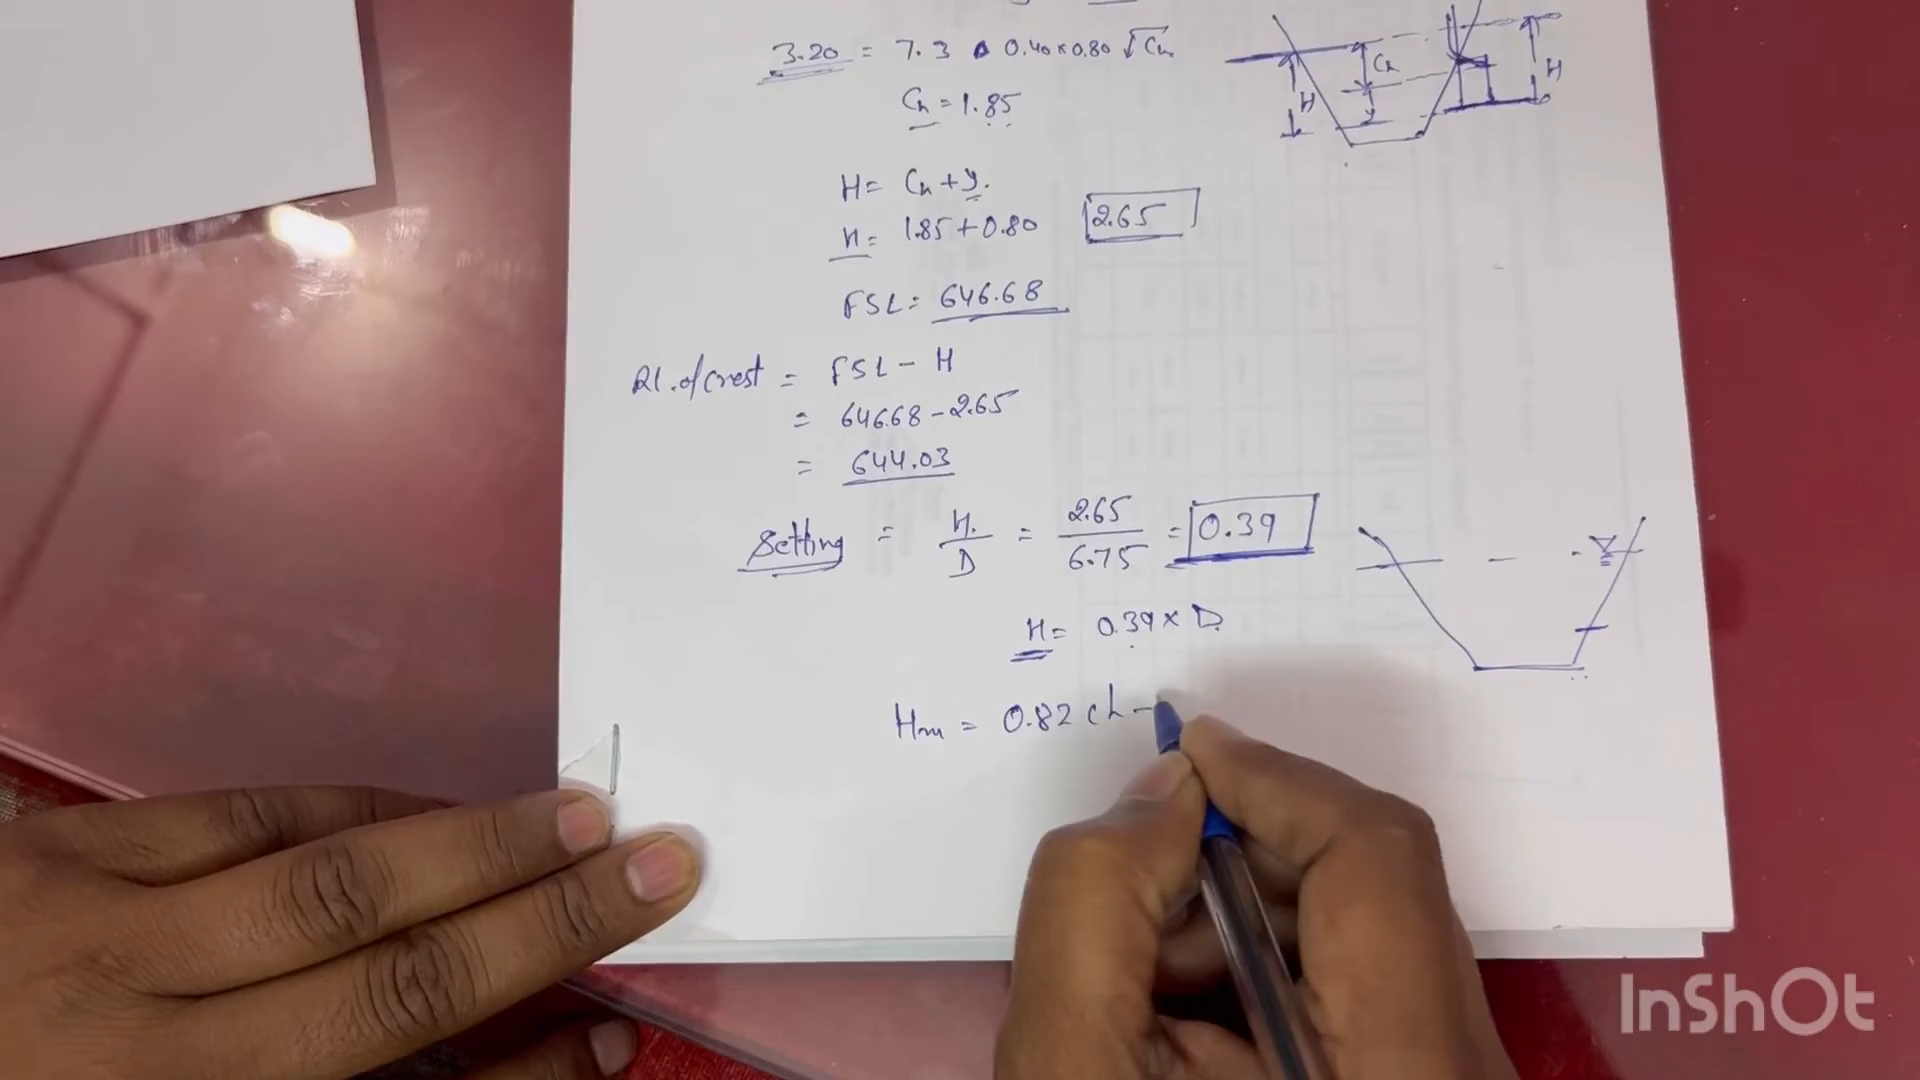 3.20 = 7.3 0.40×0.80 √Ch
Ch = 1.85
H = Ch + y.
H = 1.85+0.80 2.65
FSL = 646.68
RL.of crest = FSL - H
= 646.68 - 2.65
= 644.03
Setting = H/D = 2.65/6.75 = 0.39
H = 0.39 × D
Hm = 0.82 ch -
Ch
H
y
H
InShOt